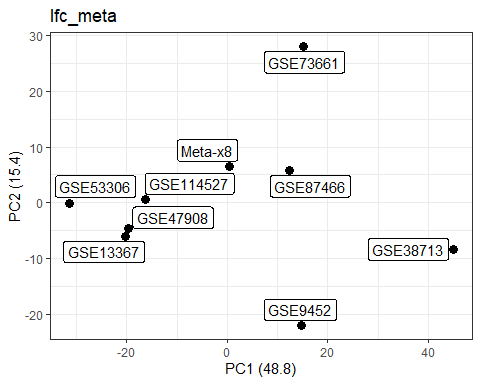 lfc_meta
30
20
10
0
-10
-20
PC2 (15.4)
GSE73661
Meta-x8
GSE53306
GSE114527
GSE87466
GSE47908
GSE13367
GSE38713
GSE9452
-20
0
20
40
PC1 (48.8)